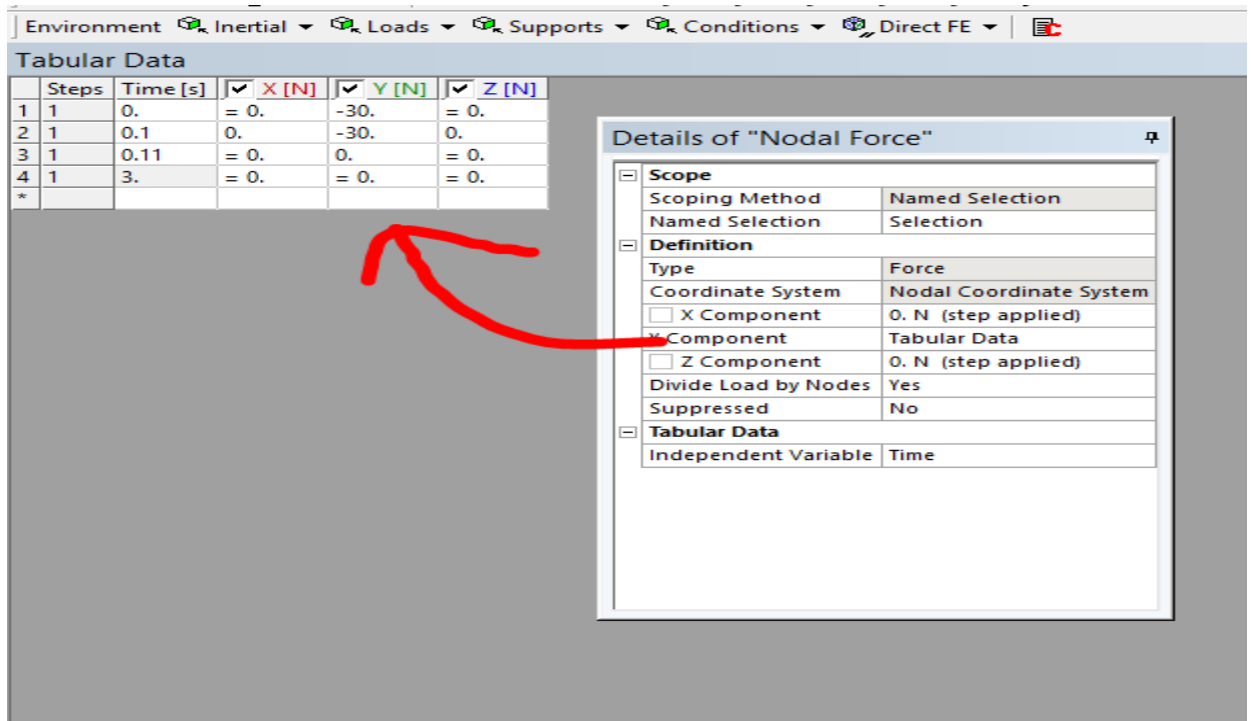 Environment Inertial Loads Supports Conditions Direct FE
Tabular Data
Steps Time [s] X [N] Y [N] Z [N]
1 1 0. = 0. -30. = 0.
2 1 0.1 0. -30. 0.
3 1 0.11 = 0. 0. = 0.
4 1 3. = 0. = 0. = 0.
*
Details of "Nodal Force"
Scope
Scoping Method Named Selection
Named Selection Selection
Definition
Type Force
Coordinate System Nodal Coordinate System
X Component 0. N (step applied)
Y Component Tabular Data
Z Component 0. N (step applied)
Divide Load by Nodes Yes
Suppressed No
Tabular Data
Independent Variable Time